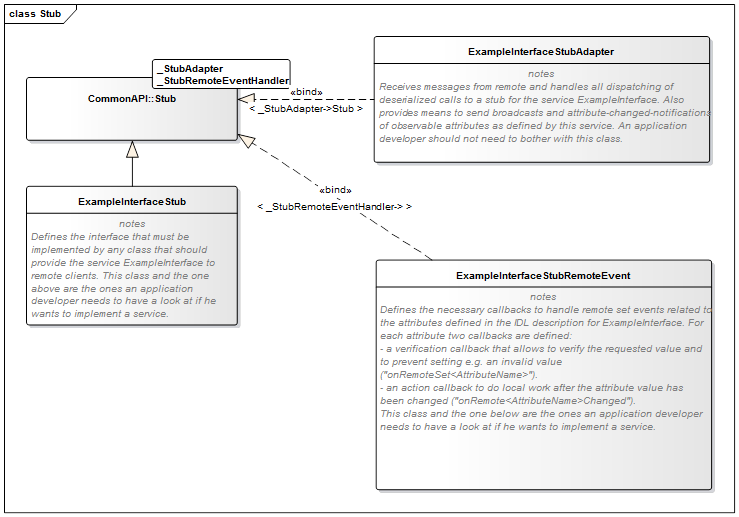 class Stub
_StubAdapter
_StubRemoteEventHandler
CommonAPI::Stub
«bind»
< _StubAdapter->Stub >
ExampleInterfaceStubAdapter
notes
Receives messages from remote and handles all dispatching of
deserialized calls to a stub for the service ExampleInterface. Also
provides means to send broadcasts and attribute-changed-notifications
of observable attributes as defined by this service. An application
developer should not need to bother with this class.
«bind»
< _StubRemoteEventHandler-> >
ExampleInterfaceStub
notes
Defines the interface that must be
implemented by any class that should
provide the service ExampleInterface to
remote clients. This class and the one
above are the ones an application
developer needs to have a look at if he
wants to implement a service.
ExampleInterfaceStubRemoteEvent
notes
Defines the necessary callbacks to handle remote set events related to
the attributes defined in the IDL description for ExampleInterface. For
each attribute two callbacks are defined:
- a verification callback that allows to verify the requested value and
to prevent setting e.g. an invalid value
("onRemoteSet<AttributeName>").
- an action callback to do local work after the attribute value has
been changed ("onRemote<AttributeName>Changed").
This class and the one below are the ones an application developer
needs to have a look at if he wants to implement a service.